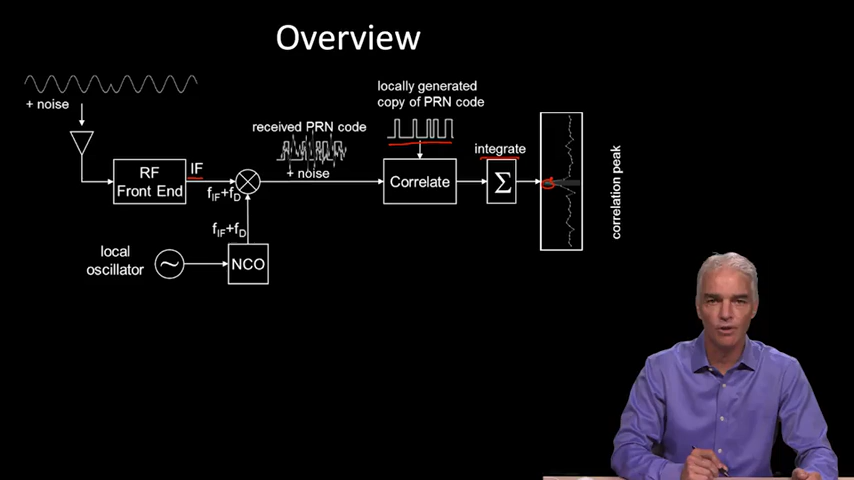 Overview
+ noise
RF
Front End
IF
f_IF+f_D
received PRN code
+ noise
locally generated
copy of PRN code
Correlate
integrate
Σ
correlation peak
f_IF+f_D
local
oscillator
~
NCO